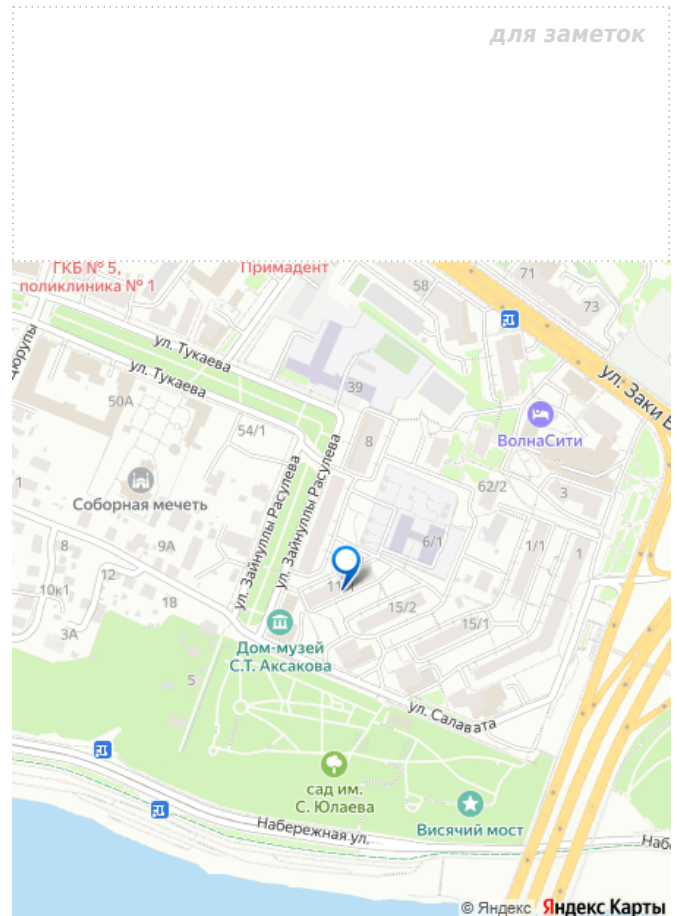 для заметок
ГКБ № 5,
поликлиника № 1
Примадент
58
71
73
ул. Тукаева
ул. Тукаева
39
50А
54/1
8
ул. Заки В
ВолнаСити
62/2
3
Соборная мечеть
ул. Зайнуллы Расулева
ул. Зайнуллы Расулева
6/1
1/1
1
1
8
9А
12
10к1
18
3А
15/2
15/1
Дом-музей
С.Т. Аксакова
5
ул. Салавата
сад им.
С. Юлаева
Висячий мост
Набережная ул.
Наб
© Яндекс Яндекс Карты